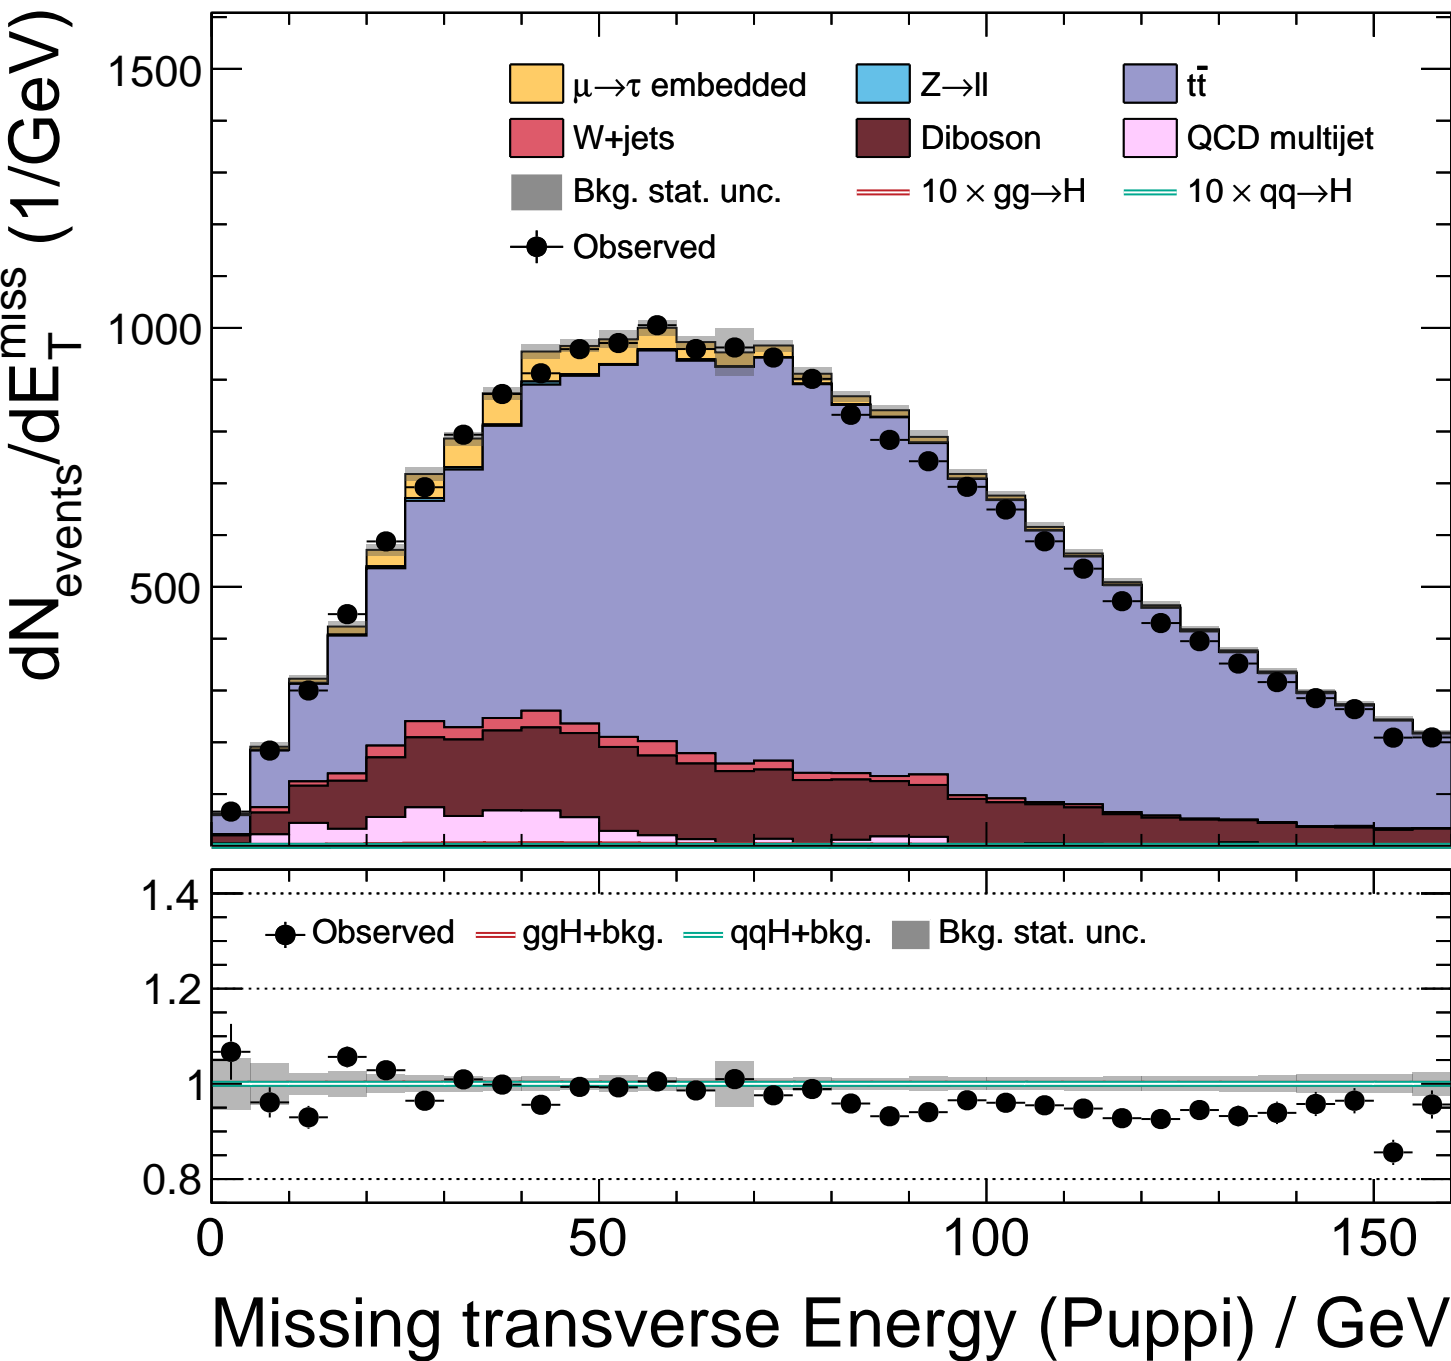 dN_events/dE_T^miss (1/GeV)
1500
1000
500
μ→τ embedded Z→ll tt̄
W+jets Diboson QCD multijet
Bkg. stat. unc. 10 × gg→H 10 × qq→H
Observed
1.4
1.2
1
0.8
Observed ggH+bkg. qqH+bkg. Bkg. stat. unc.
0 50 100 150
Missing transverse Energy (Puppi) / GeV